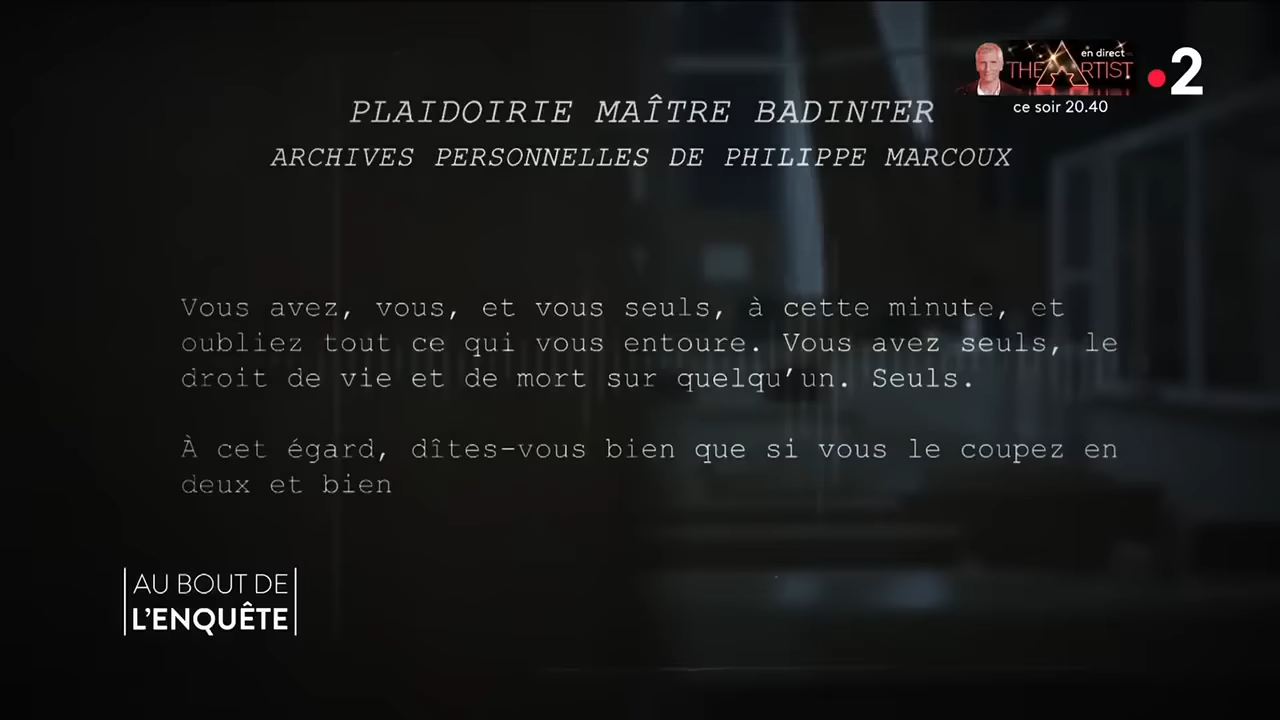 en direct
THE ARTIST
ce soir 20.40
2
PLAIDOIRIE MAÎTRE BADINTER
ARCHIVES PERSONNELLES DE PHILIPPE MARCOUX
Vous avez, vous, et vous seuls, à cette minute, et
oubliez tout ce qui vous entoure. Vous avez seuls, le
droit de vie et de mort sur quelqu’un. Seuls.
À cet égard, dîtes-vous bien que si vous le coupez en
deux et bien
AU BOUT DE
L’ENQUÊTE